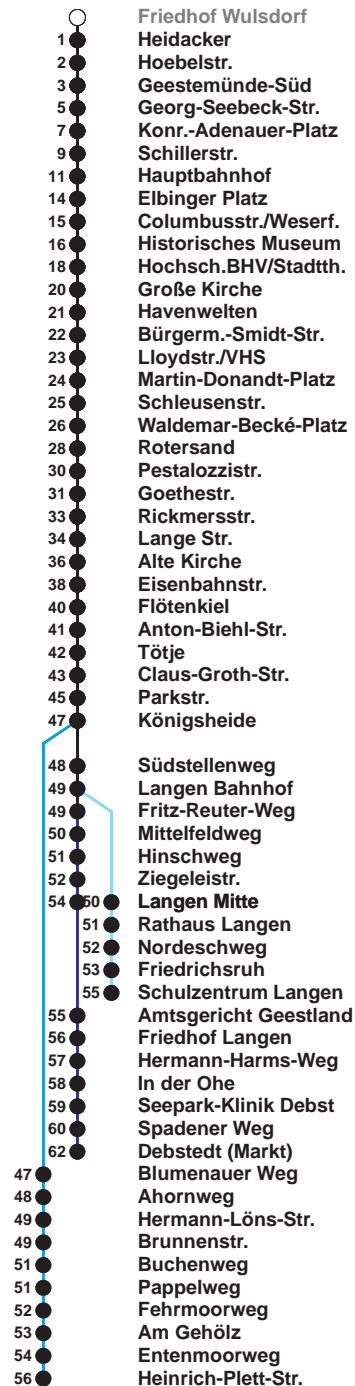 Friedhof Wulsdorf
1 Heidacker
2 Hoebelstr.
3 Geestemünde-Süd
5 Georg-Seebeck-Str.
7 Konr.-Adenauer-Platz
9 Schillerstr.
11 Hauptbahnhof
14 Elbinger Platz
15 Columbusstr./Weserf.
16 Historisches Museum
18 Hochsch.BHV/Stadtth.
20 Große Kirche
21 Havenwelten
22 Bürgerm.-Smidt-Str.
23 Lloydstr./VHS
24 Martin-Donandt-Platz
25 Schleusenstr.
26 Waldemar-Becké-Platz
28 Rotersand
30 Pestalozzistr.
31 Goethestr.
33 Rickmersstr.
34 Lange Str.
36 Alte Kirche
38 Eisenbahnstr.
40 Flötenkiel
41 Anton-Biehl-Str.
42 Tötje
43 Claus-Groth-Str.
45 Parkstr.
47 Königsheide
48 Südstellenweg
49 Langen Bahnhof
49 Fritz-Reuter-Weg
50 Mittelfeldweg
51 Hinschweg
52 Ziegeleistr.
54 50 Langen Mitte
51 Rathaus Langen
52 Nordeschweg
53 Friedrichsruh
55 Schulzentrum Langen
55 Amtsgericht Geestland
56 Friedhof Langen
57 Hermann-Harms-Weg
58 In der Ohe
59 Seepark-Klinik Debst
60 Spadener Weg
62 Debstedt (Markt)
47 Blumenauer Weg
48 Ahornweg
49 Hermann-Löns-Str.
49 Brunnenstr.
51 Buchenweg
51 Pappelweg
52 Fehrmoorweg
53 Am Gehölz
54 Entenmoorweg
56 Heinrich-Plett-Str.